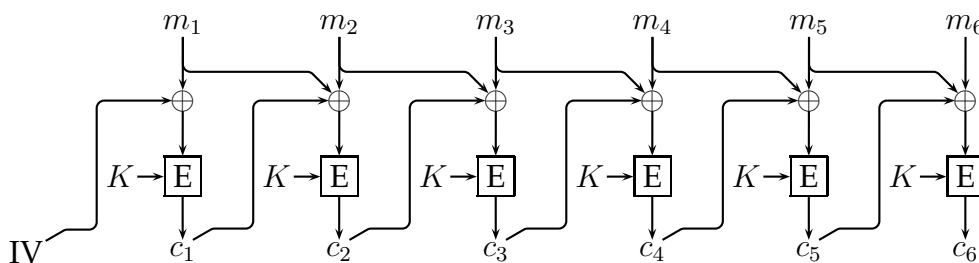 m₁ m₂ m₃ m₄ m₅ m₆
K E K E K E K E K E K E
IV c₁ c₂ c₃ c₄ c₅ c₆